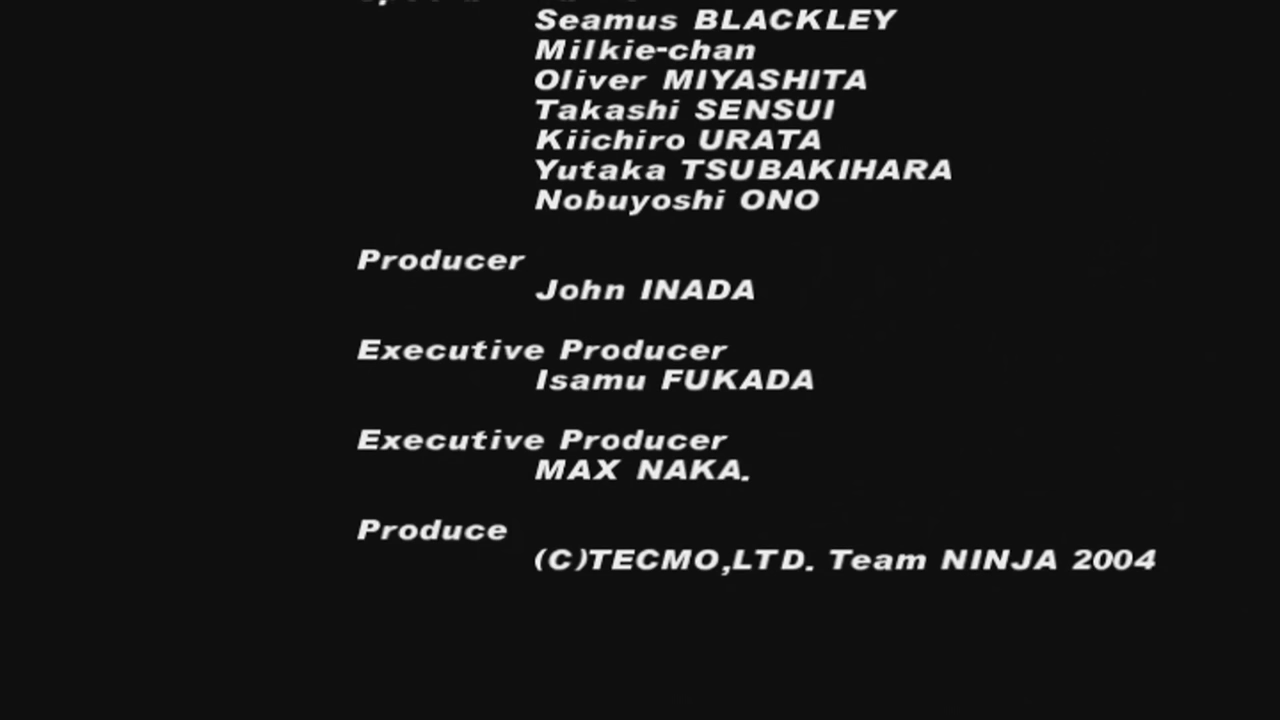 Seamus BLACKLEY
Milkie-chan
Oliver MIYASHITA
Takashi SENSUI
Kiichiro URATA
Yutaka TSUBAKIHARA
Nobuyoshi ONO
Producer
John INADA
Executive Producer
Isamu FUKADA
Executive Producer
MAX NAKA.
Produce
(C)TECMO,LTD. Team NINJA 2004